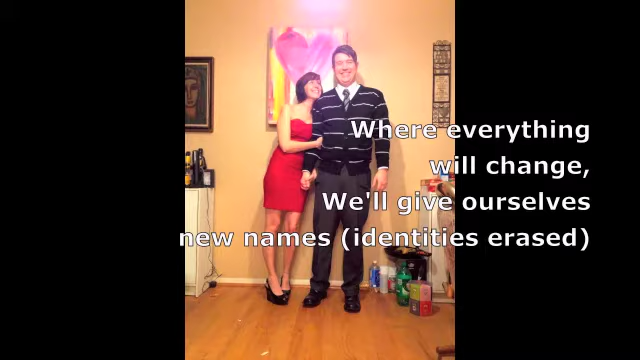 Where everything
will change,
We'll give ourselves
new names (identities erased)